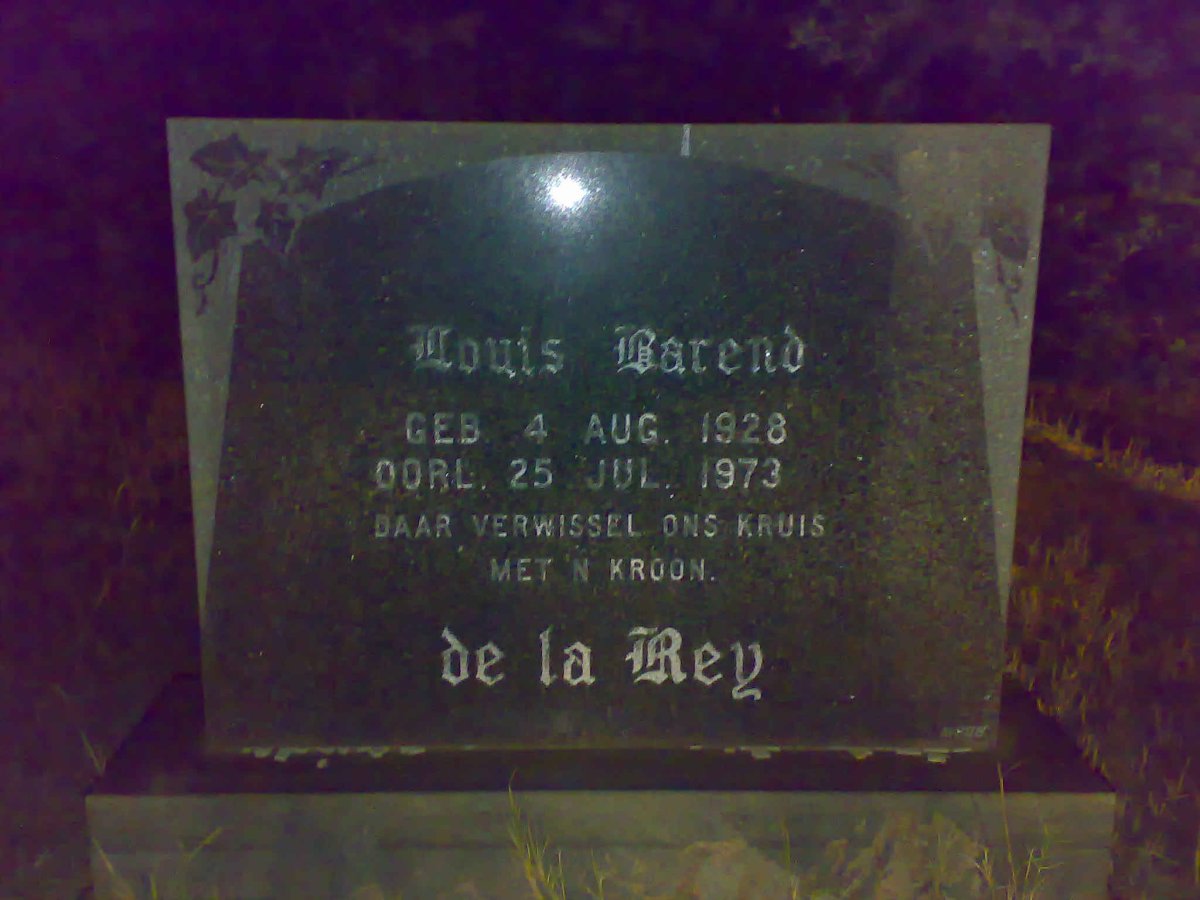 Louis Barend
GEB. 4 AUG. 1928
OORL. 25 JUL. 1973
DAAR VERWISSEL ONS KRUIS
MET 'N KROON.
de la Rey